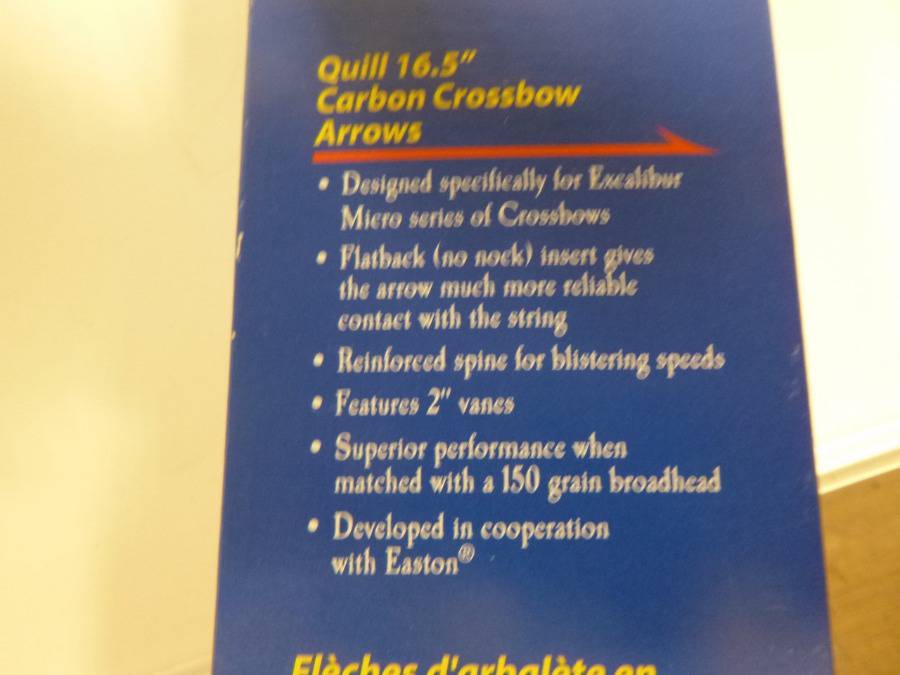 Quill 16.5"
Carbon Crossbow
Arrows
• Designed specifically for Excalibur
Micro series of Crossbows
• Flatback (no nock) insert gives
the arrow much more reliable
contact with the string
• Reinforced spine for blistering speeds
• Features 2" vanes
• Superior performance when
matched with a 150 grain broadhead
• Developed in cooperation
with Easton®
Flèches d'arbalète en